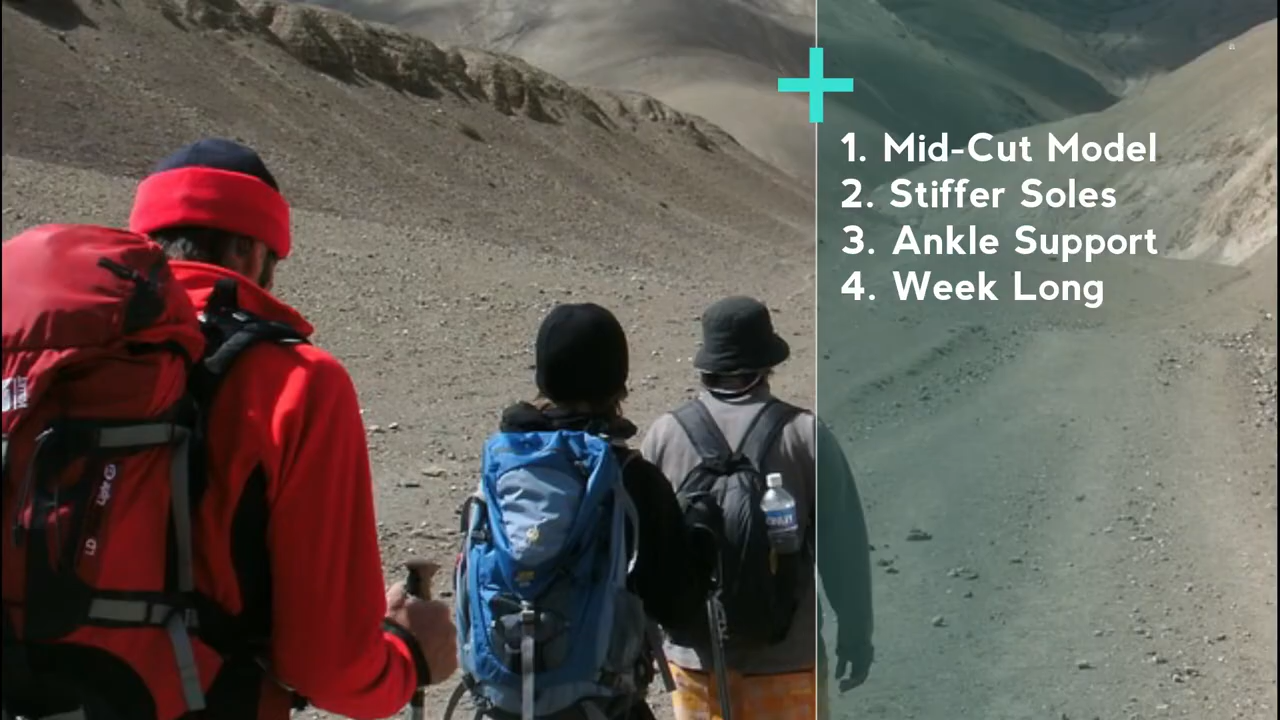 1. Mid-Cut Model
2. Stiffer Soles
3. Ankle Support
4. Week Long